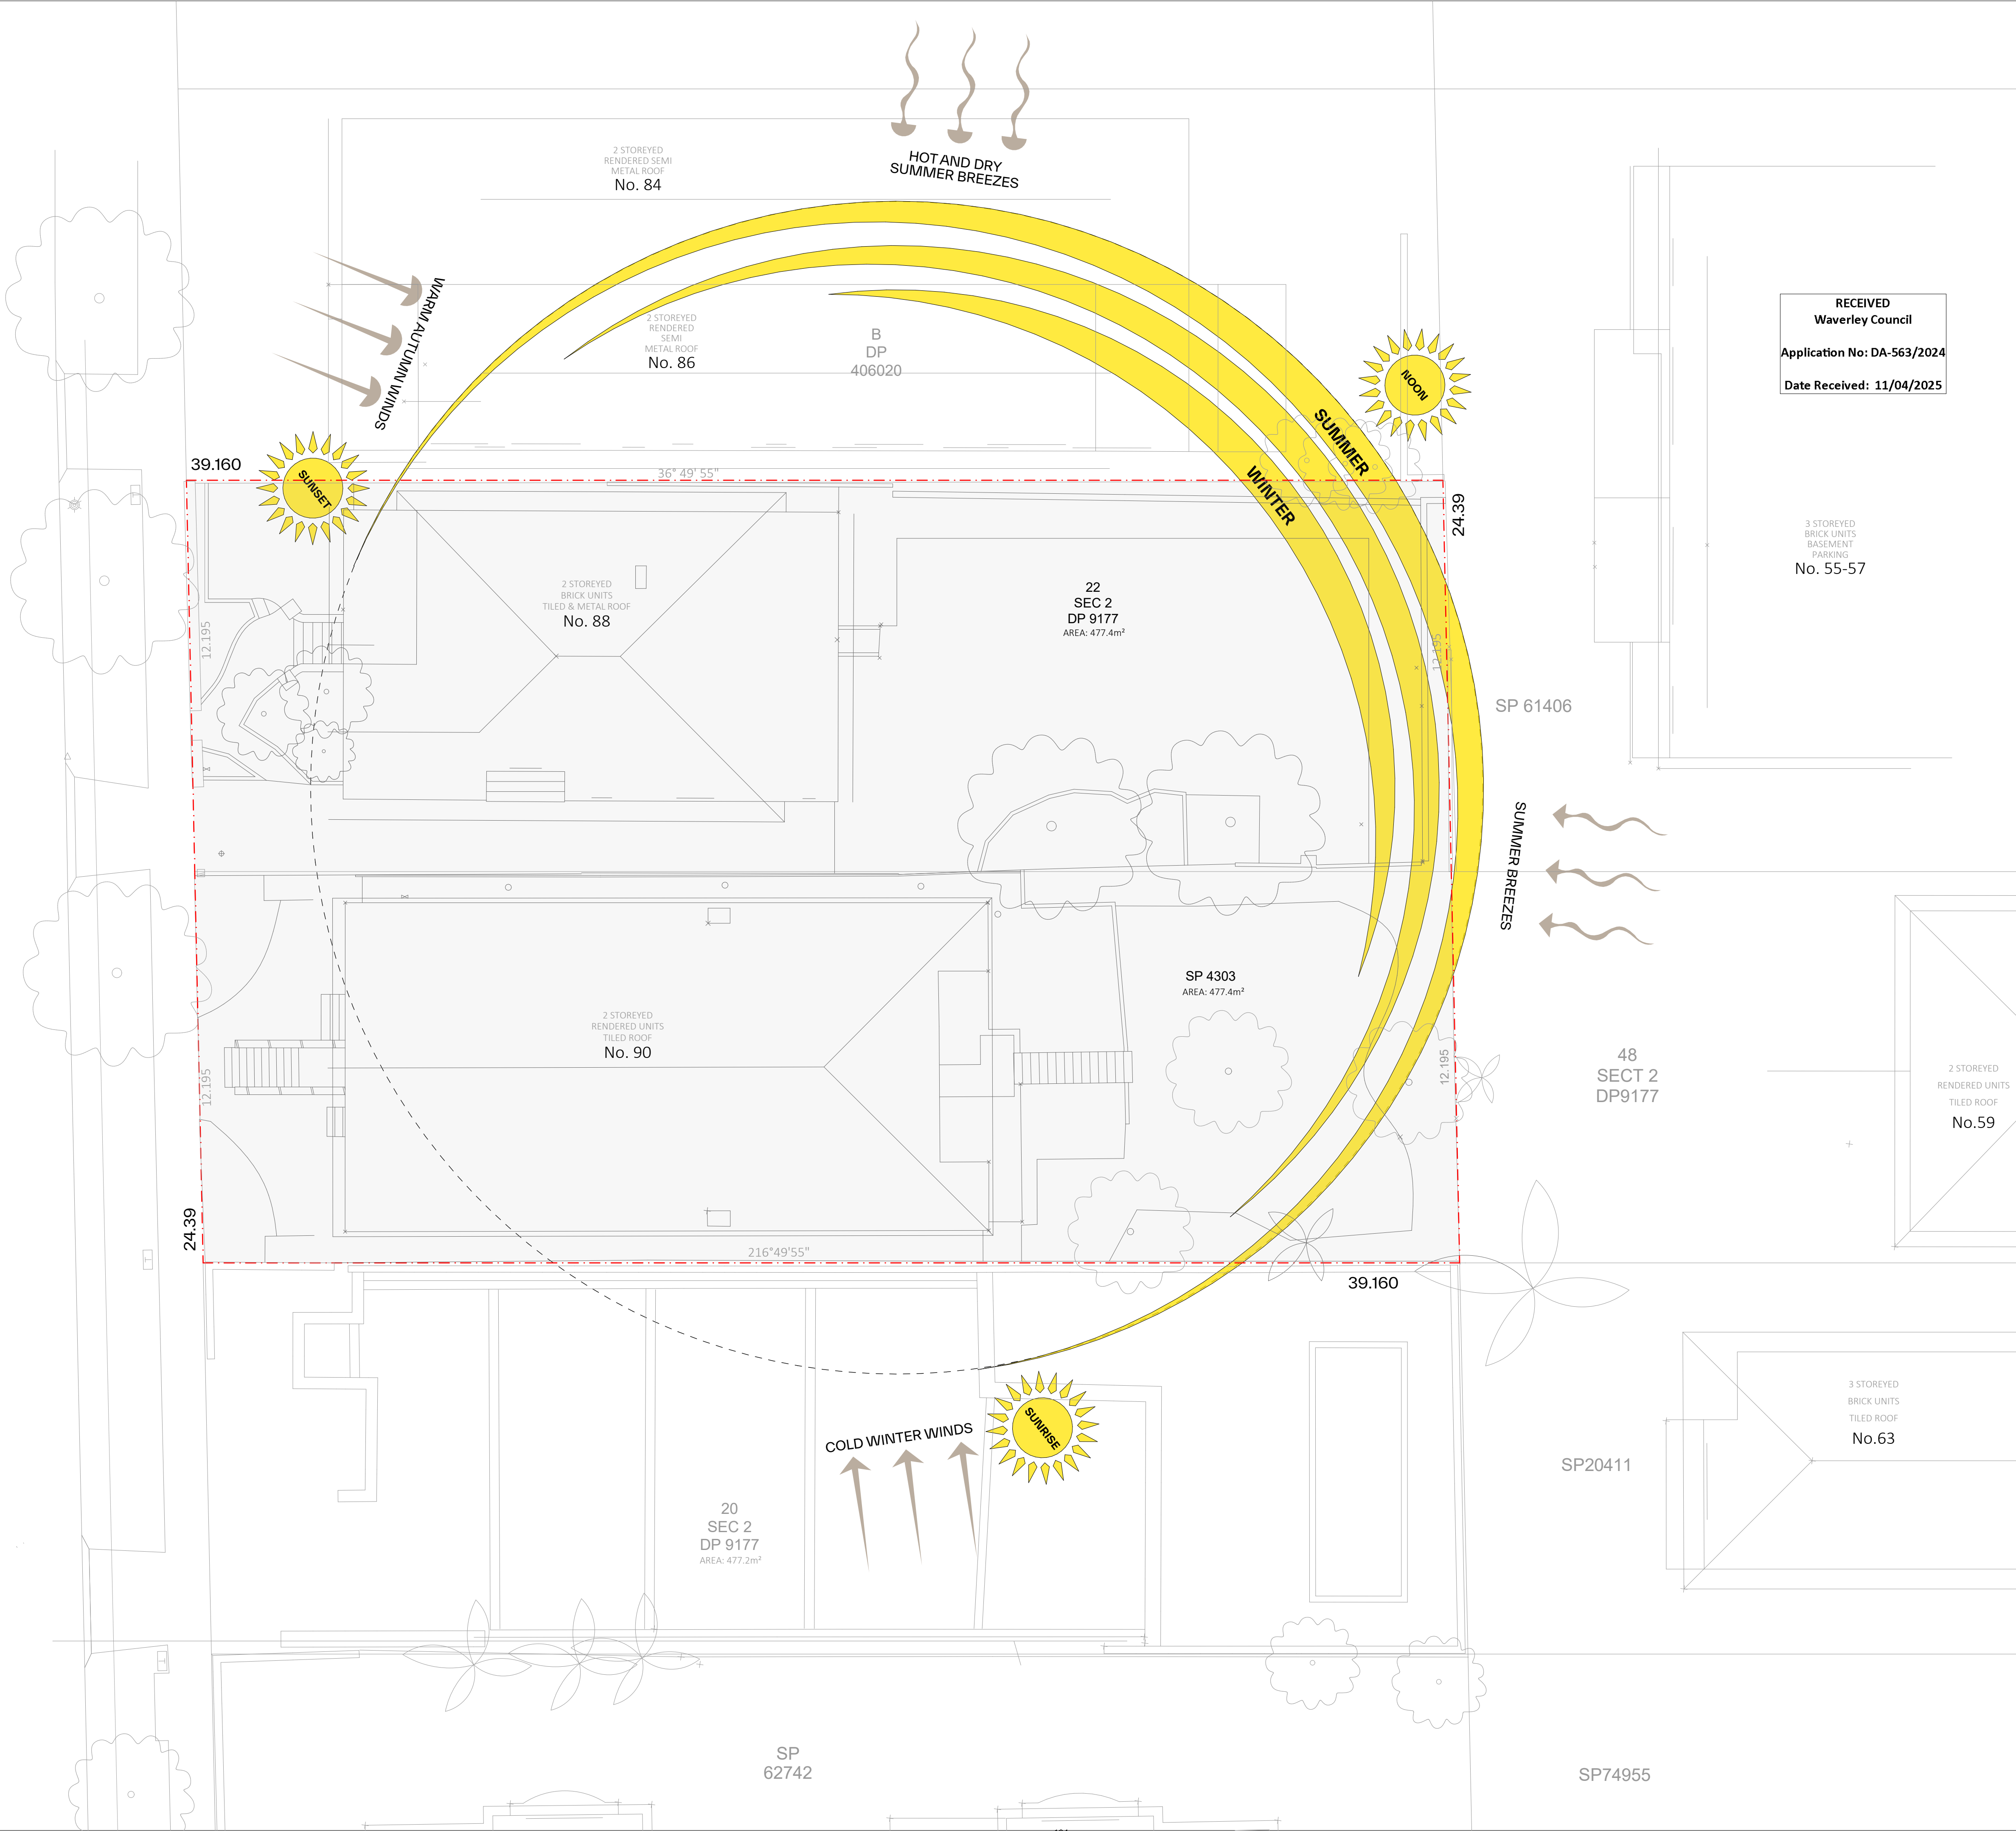 HOT AND DRY
SUMMER BREEZES
2 STOREYED
RENDERED SEMI
METAL ROOF
No. 84
WARM AUTUMN WINDS
2 STOREYED
RENDERED
SEMI
METAL ROOF
No. 86
B
DP
406020
RECEIVED
Waverley Council
Application No: DA-563/2024
Date Received: 11/04/2025
NOON
SUMMER
WINTER
39.160
SUNSET
36° 49' 55"
24.39
2 STOREYED
BRICK UNITS
TILED & METAL ROOF
No. 88
22
SEC 2
DP 9177
AREA: 477.4m²
3 STOREYED
BRICK UNITS
BASEMENT
PARKING
No. 55-57
12.195
12.195
SP 61406
SUMMER BREEZES
SP 4303
AREA: 477.4m²
2 STOREYED
RENDERED UNITS
TILED ROOF
No. 90
12.195
12.195
48
SECT 2
DP9177
2 STOREYED
RENDERED UNITS
TILED ROOF
No.59
24.39
216°49'55"
39.160
COLD WINTER WINDS
SUNRISE
3 STOREYED
BRICK UNITS
TILED ROOF
No.63
SP20411
20
SEC 2
DP 9177
AREA: 477.2m²
SP
62742
SP74955